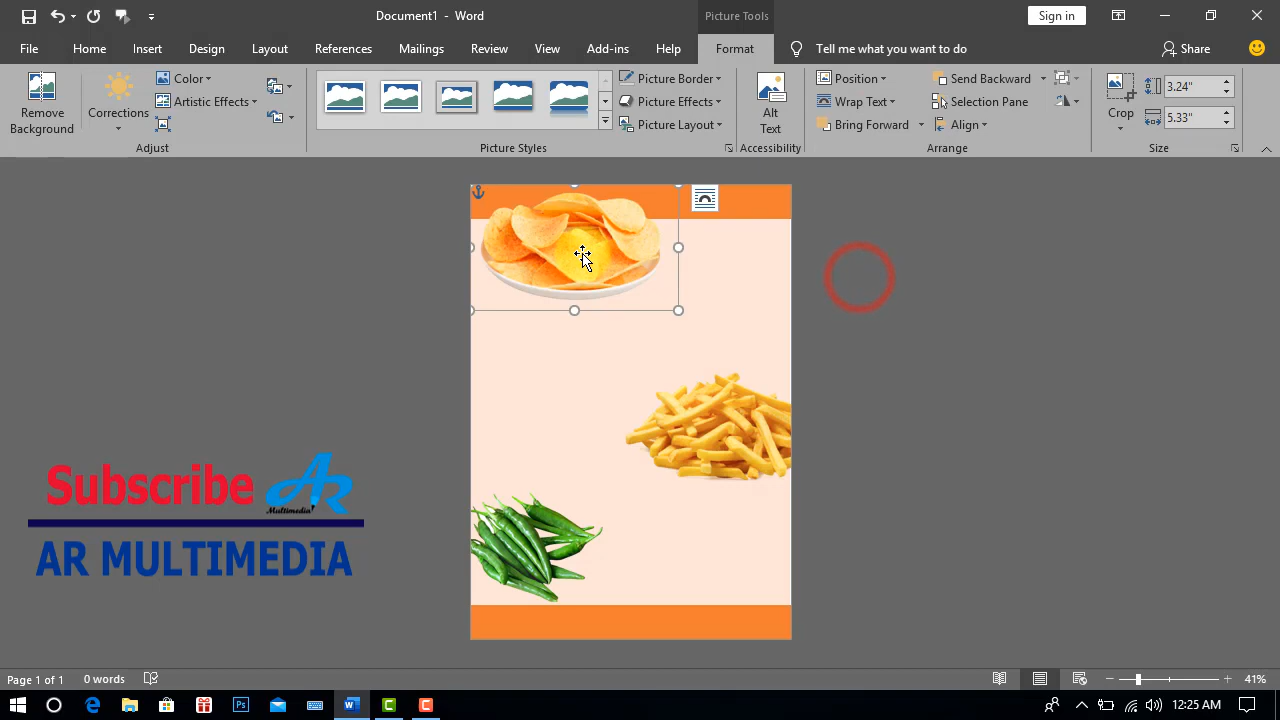 Document1 - Word
Picture Tools
Sign in
File Home Insert Design Layout References Mailings Review View Add-ins Help Format Tell me what you want to do Share
Remove Background
Corrections
Color
Artistic Effects
Adjust
Picture Styles
Picture Border
Picture Effects
Picture Layout
Alt Text
Accessibility
Position
Wrap Text
Bring Forward
Send Backward
Selection Pane
Align
Arrange
Crop
3.24"
5.33"
Size
Subscribe AR
Multimedia
AR MULTIMEDIA
Page 1 of 1 0 words 41%
12:25 AM